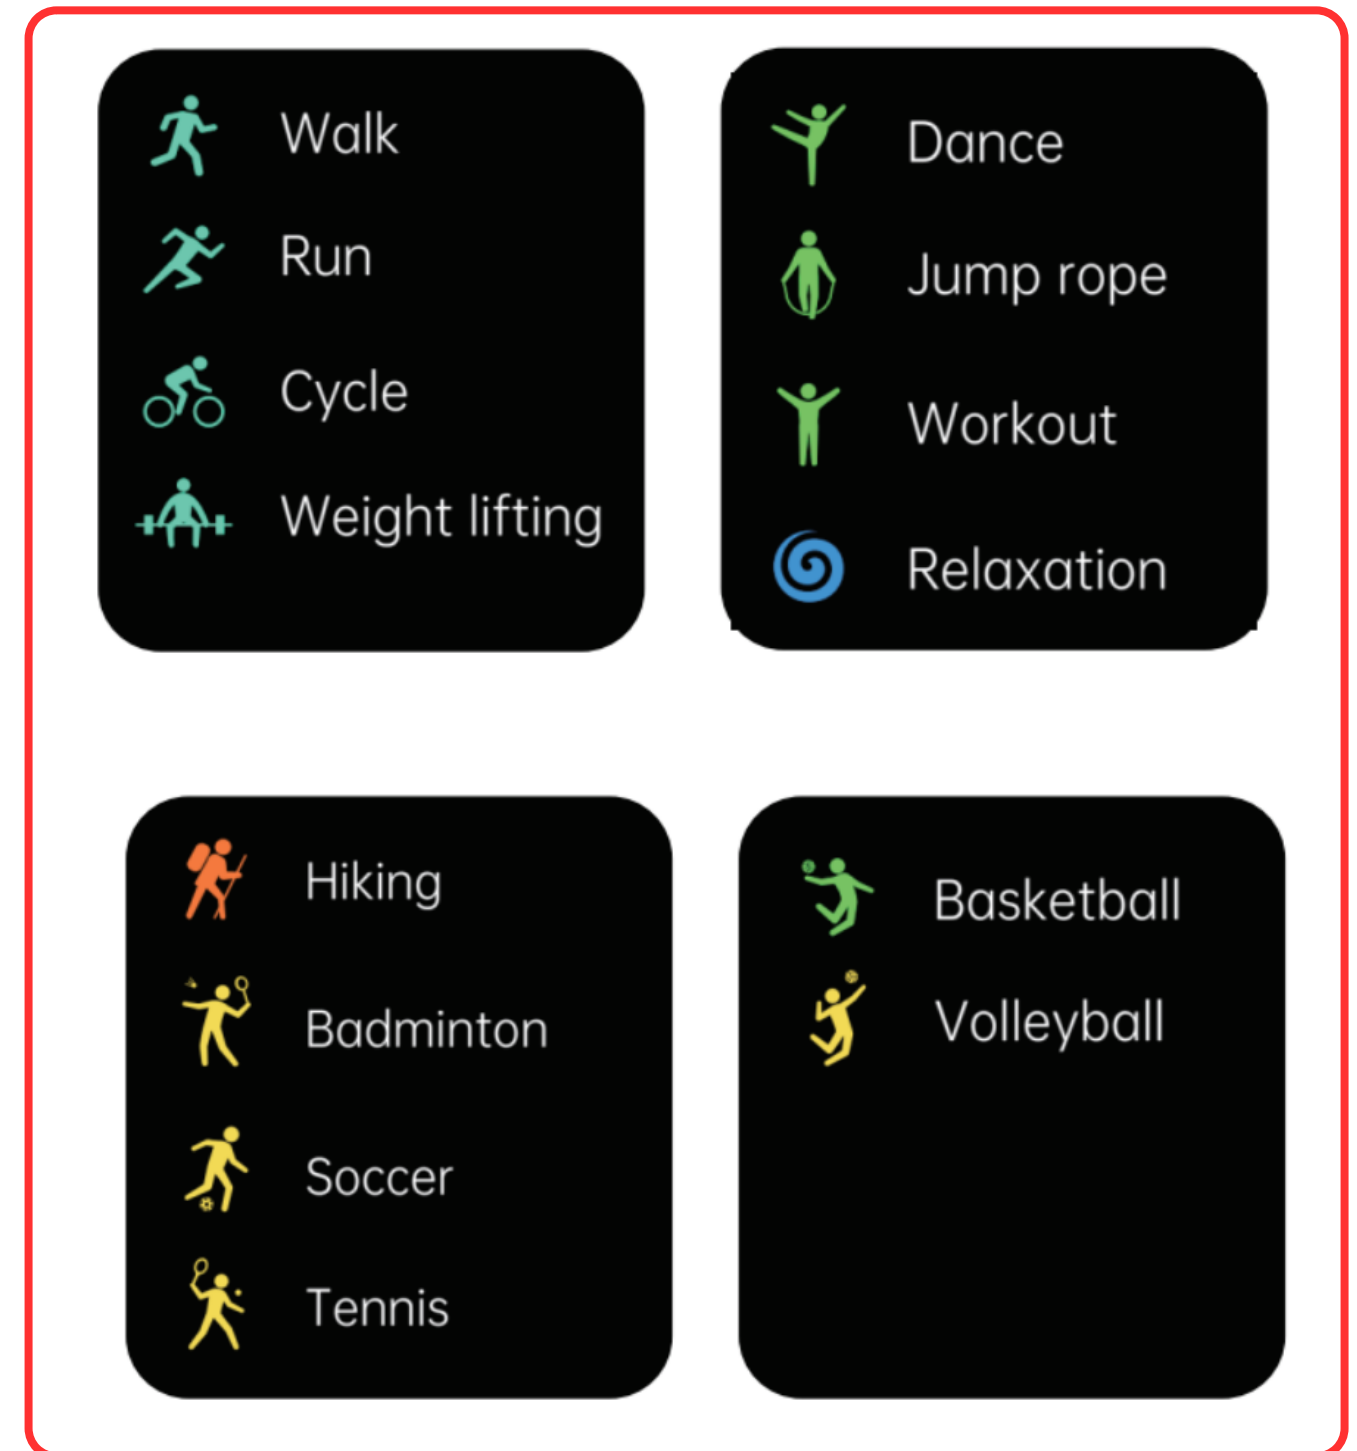 Walk
Run
Cycle
Weight lifting
Dance
Jump rope
Workout
Relaxation
Hiking
Badminton
Soccer
Tennis
Basketball
Volleyball